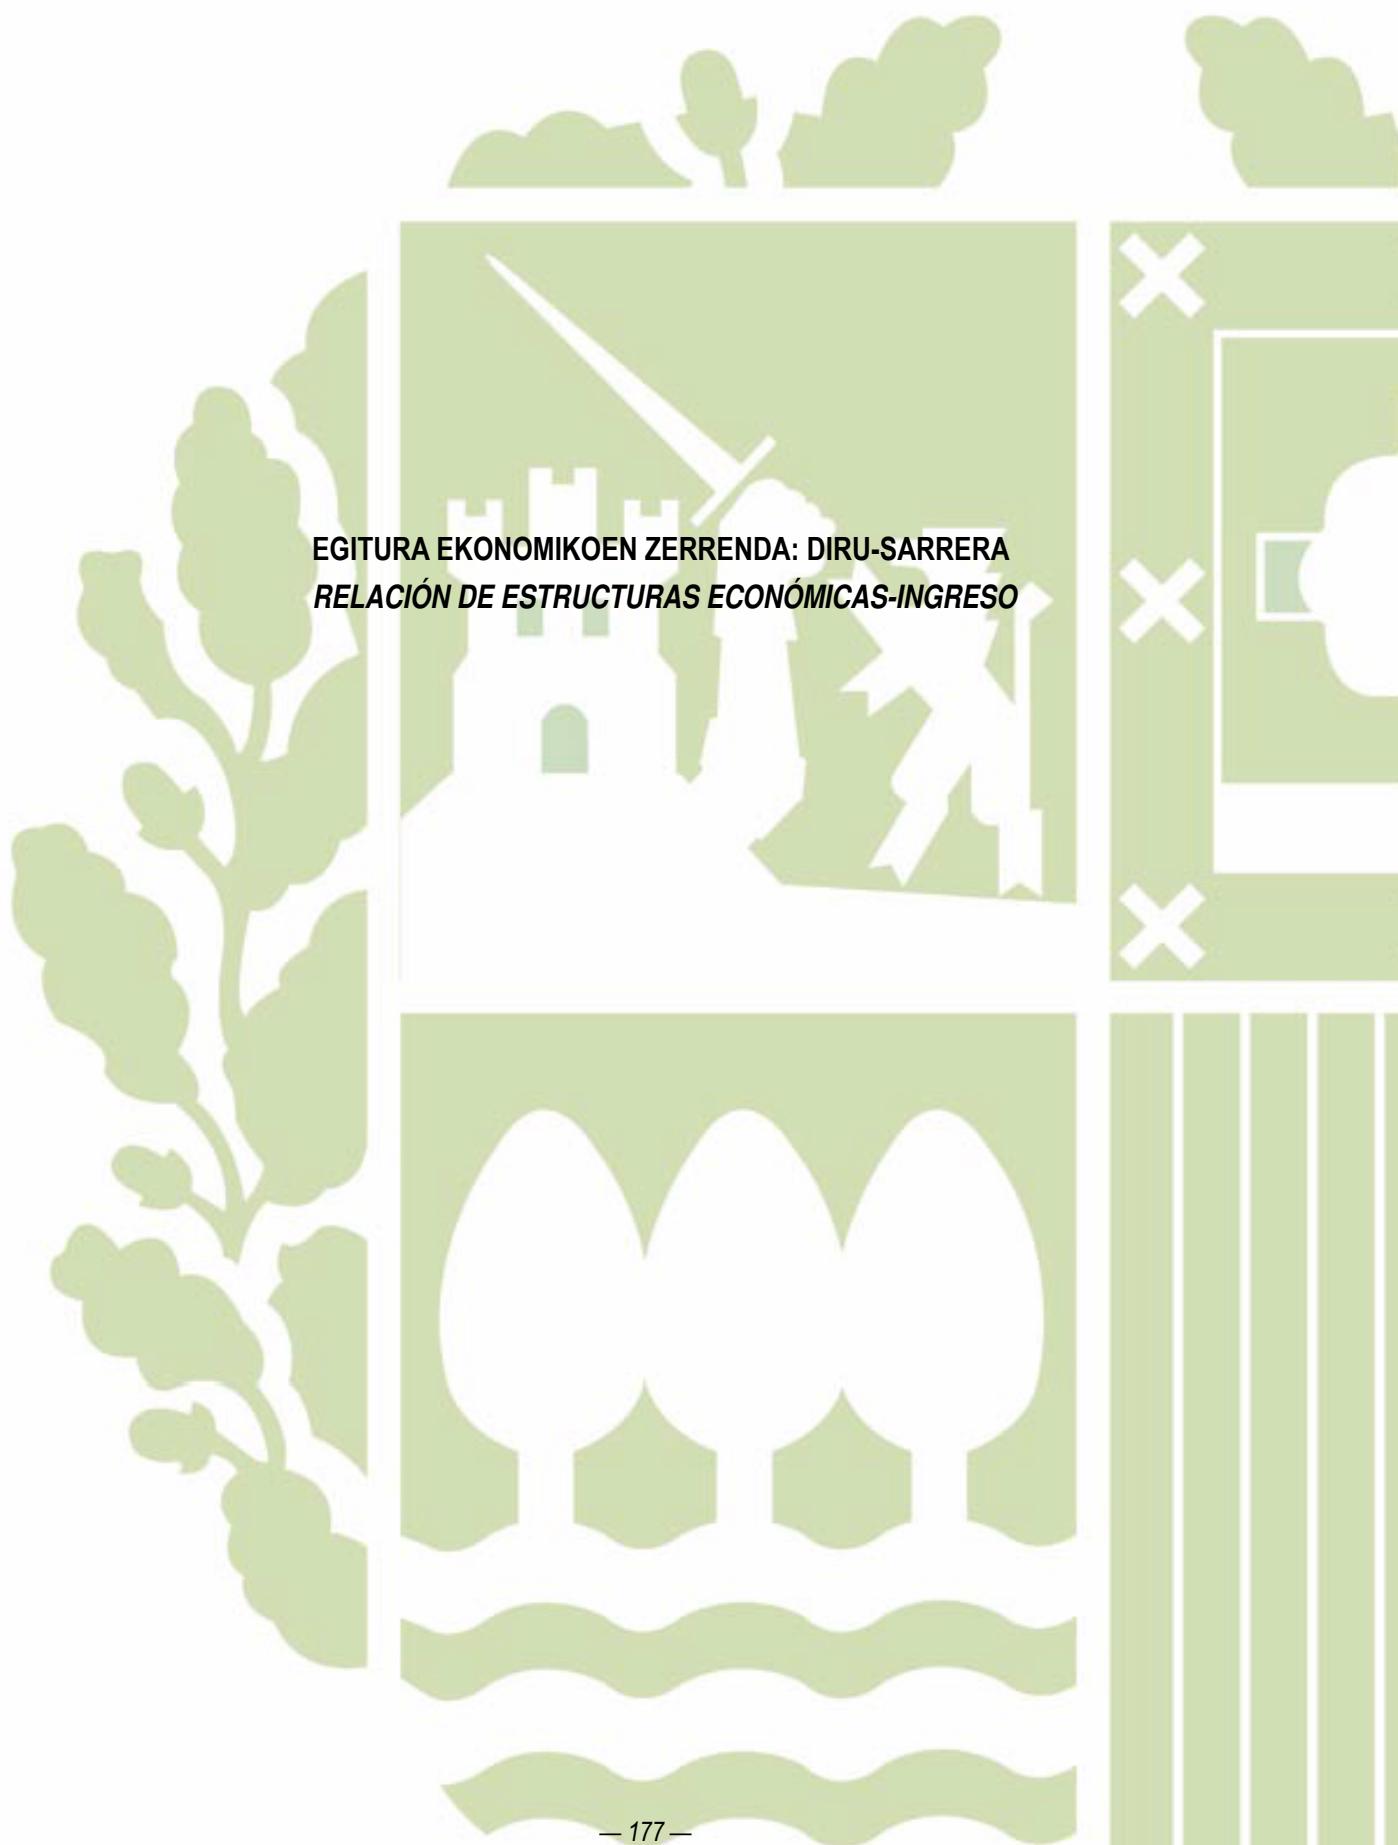 EGITURA EKONOMIKOEN ZERRENDA: DIRU-SARRERA
RELACIÓN DE ESTRUCTURAS ECONÓMICAS-INGRESO
— 177 —